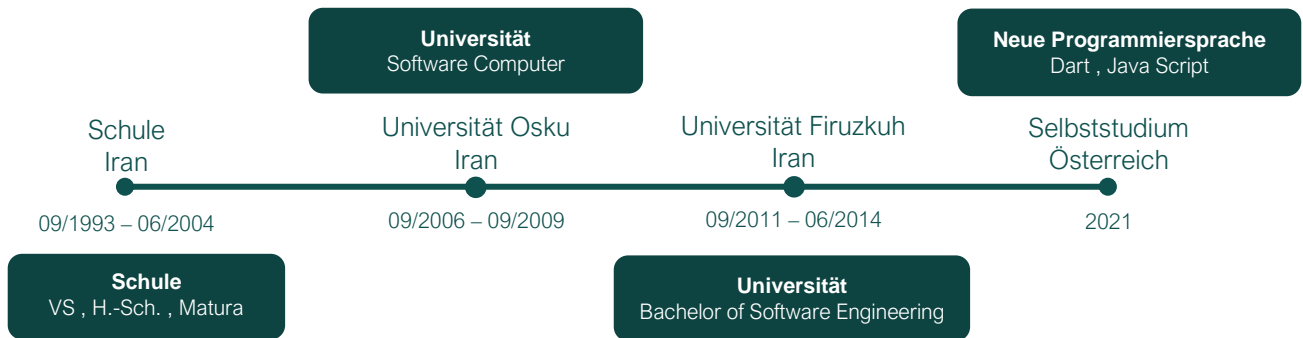 Universität
Software Computer
Neue Programmiersprache
Dart , Java Script
Schule
Iran
Universität Osku
Iran
Universität Firuzkuh
Iran
Selbststudium
Österreich
09/1993 – 06/2004
09/2006 – 09/2009
09/2011 – 06/2014
2021
Schule
VS , H.-Sch. , Matura
Universität
Bachelor of Software Engineering